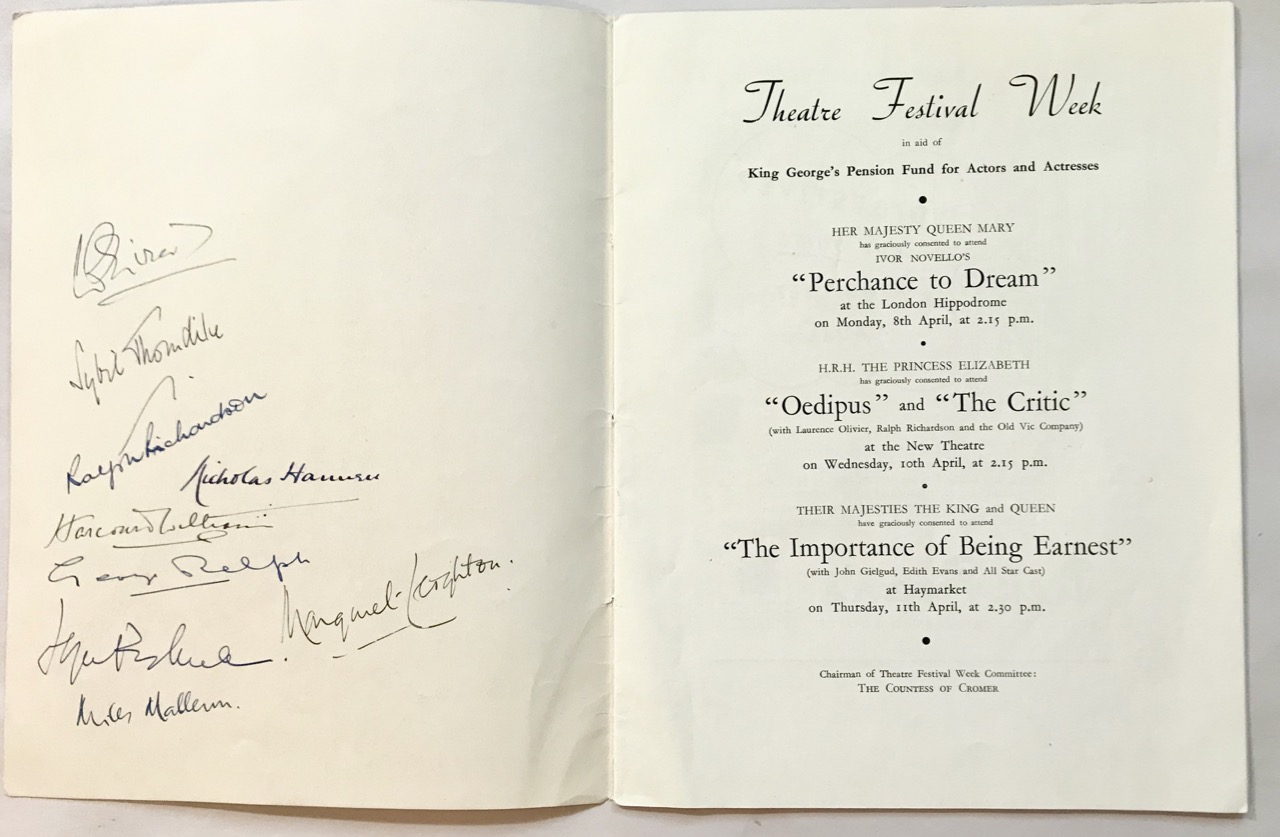 Sybil Thorndike
Ralph Richardson
Nicholas Hannen
Harcourt Williams
George Relph
Margaret Leighton.
Miles Malleson.
Theatre Festival Week
in aid of
King George's Pension Fund for Actors and Actresses
HER MAJESTY QUEEN MARY
has graciously consented to attend
IVOR NOVELLO'S
“Perchance to Dream”
at the London Hippodrome
on Monday, 8th April, at 2.15 p.m.
H.R.H. THE PRINCESS ELIZABETH
has graciously consented to attend
“Oedipus” and “The Critic”
(with Laurence Olivier, Ralph Richardson and the Old Vic Company)
at the New Theatre
on Wednesday, 10th April, at 2.15 p.m.
THEIR MAJESTIES THE KING and QUEEN
have graciously consented to attend
“The Importance of Being Earnest”
(with John Gielgud, Edith Evans and All Star Cast)
at Haymarket
on Thursday, 11th April, at 2.30 p.m.
Chairman of Theatre Festival Week Committee:
THE COUNTESS OF CROMER